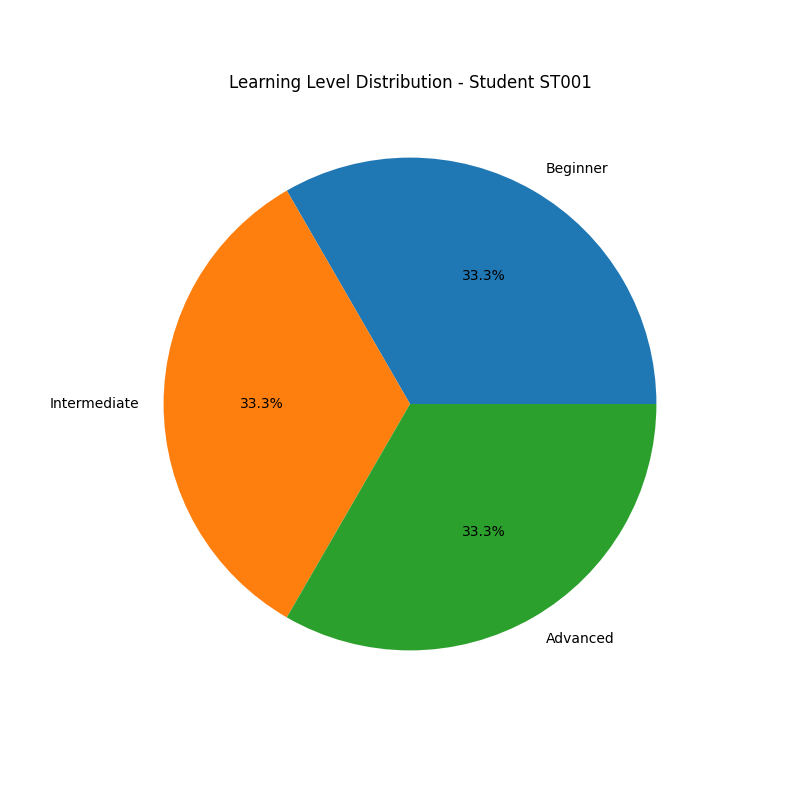 Learning Level Distribution - Student ST001
Beginner
33.3%
Intermediate
33.3%
33.3%
Advanced